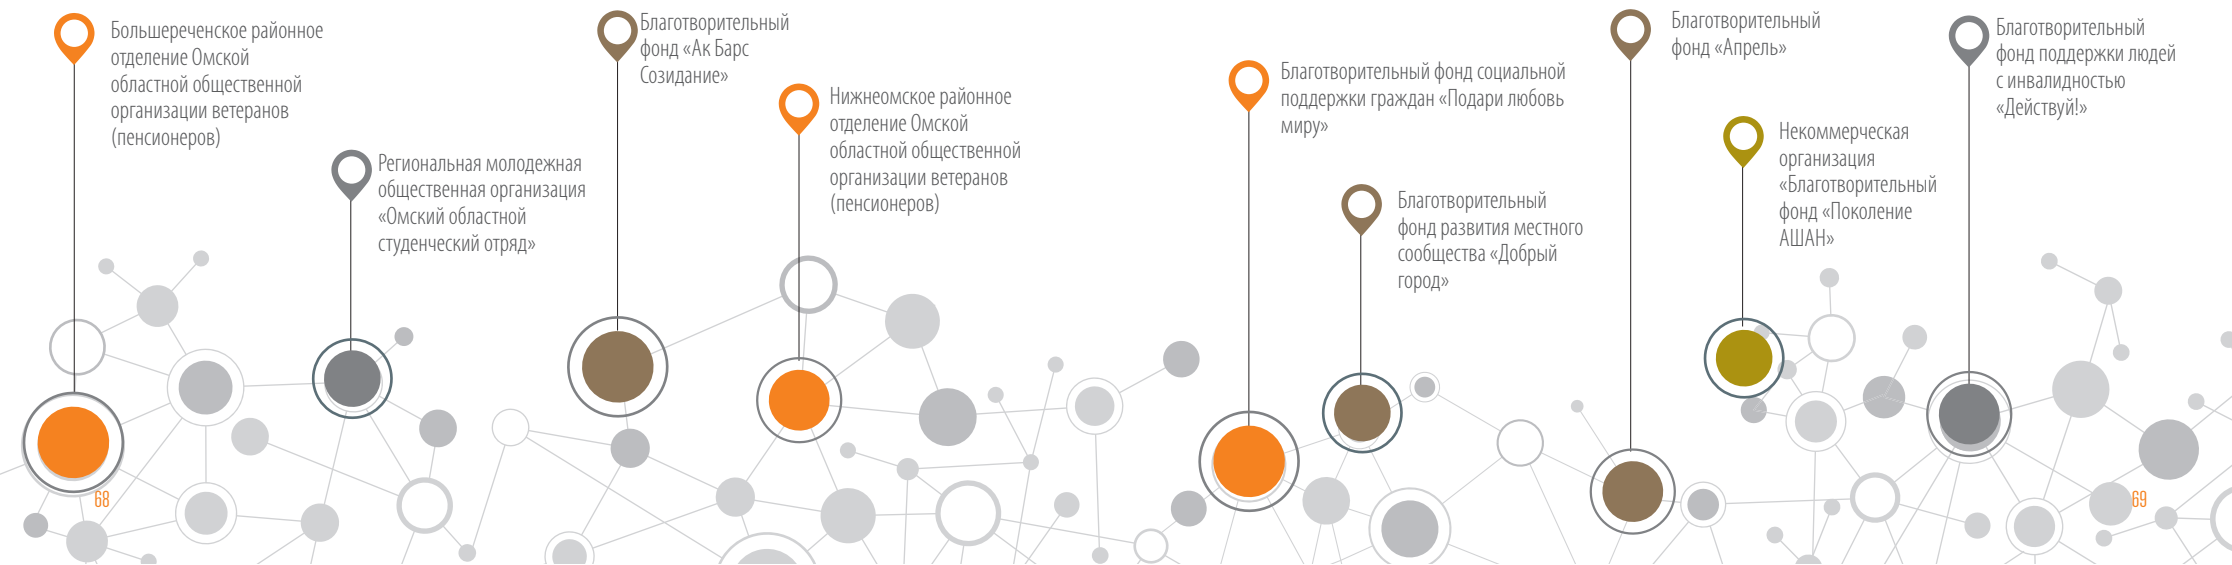 Большереченское районное
отделение Омской
областной общественной
организации ветеранов
(пенсионеров)
Региональная молодежная
общественная организация
«Омский областной
студенческий отряд»
Благотворительный
фонд «Ак Барс
Созидание»
Нижнеомское районное
отделение Омской
областной общественной
организации ветеранов
(пенсионеров)
Благотворительный фонд социальной
поддержки граждан «Подари любовь
миру»
Благотворительный
фонд развития местного
сообщества «Добрый
город»
Благотворительный
фонд «Апрель»
Некоммерческая
организация
«Благотворительный
фонд «Поколение
АШАН»
Благотворительный
фонд поддержки людей
с инвалидностью
«Действуй!»
68
69